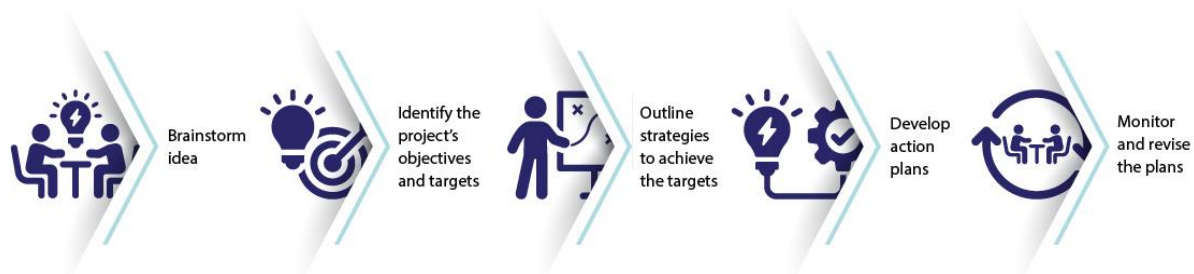 Brainstorm
idea
Identify the
project's
objectives
and targets
Outline
strategies
to achieve
the targets
Develop
action
plans
Monitor
and revise
the plans